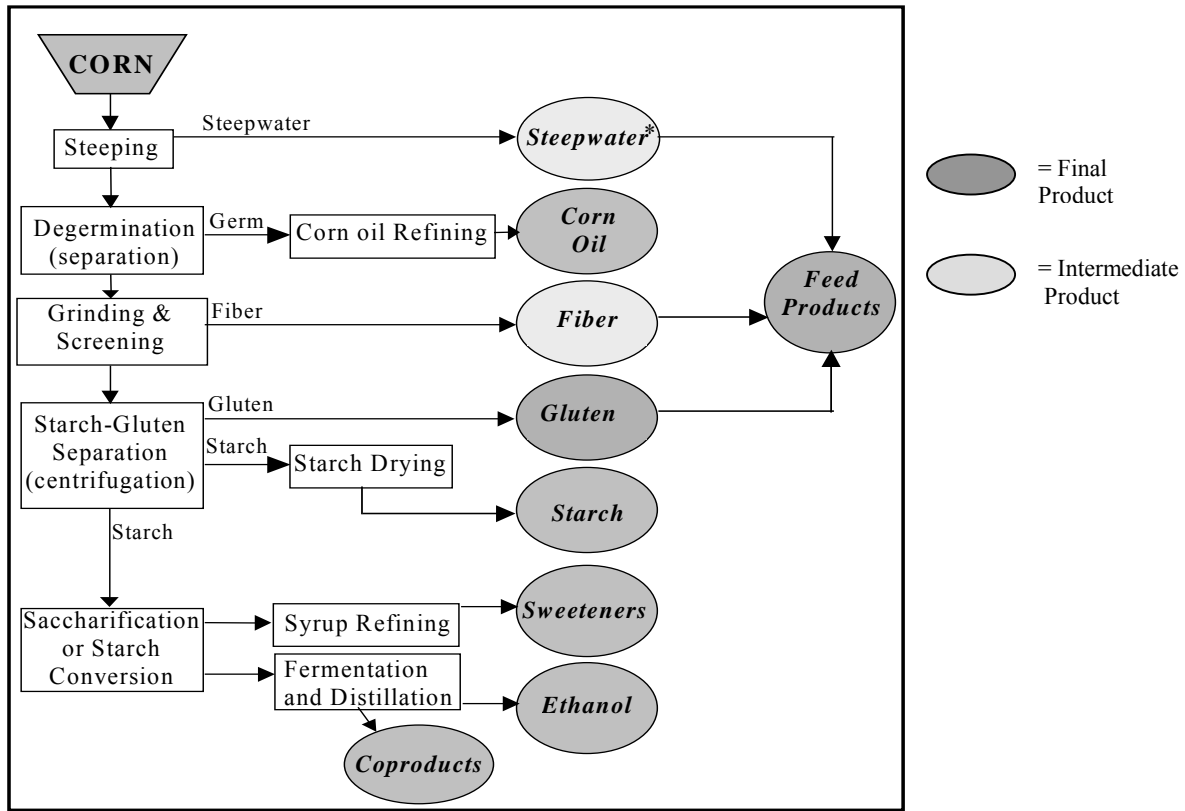 CORN
Steepwater
Steepwater*
Steeping
= Final
Product
Degermination
(separation)
Germ
Corn oil Refining
Corn
Oil
= Intermediate
Product
Grinding &
Screening
Fiber
Fiber
Feed
Products
Starch-Gluten
Separation
(centrifugation)
Gluten
Gluten
Starch
Starch Drying
Starch
Starch
Saccharification
or Starch
Conversion
Syrup Refining
Sweeteners
Fermentation
and Distillation
Ethanol
Coproducts